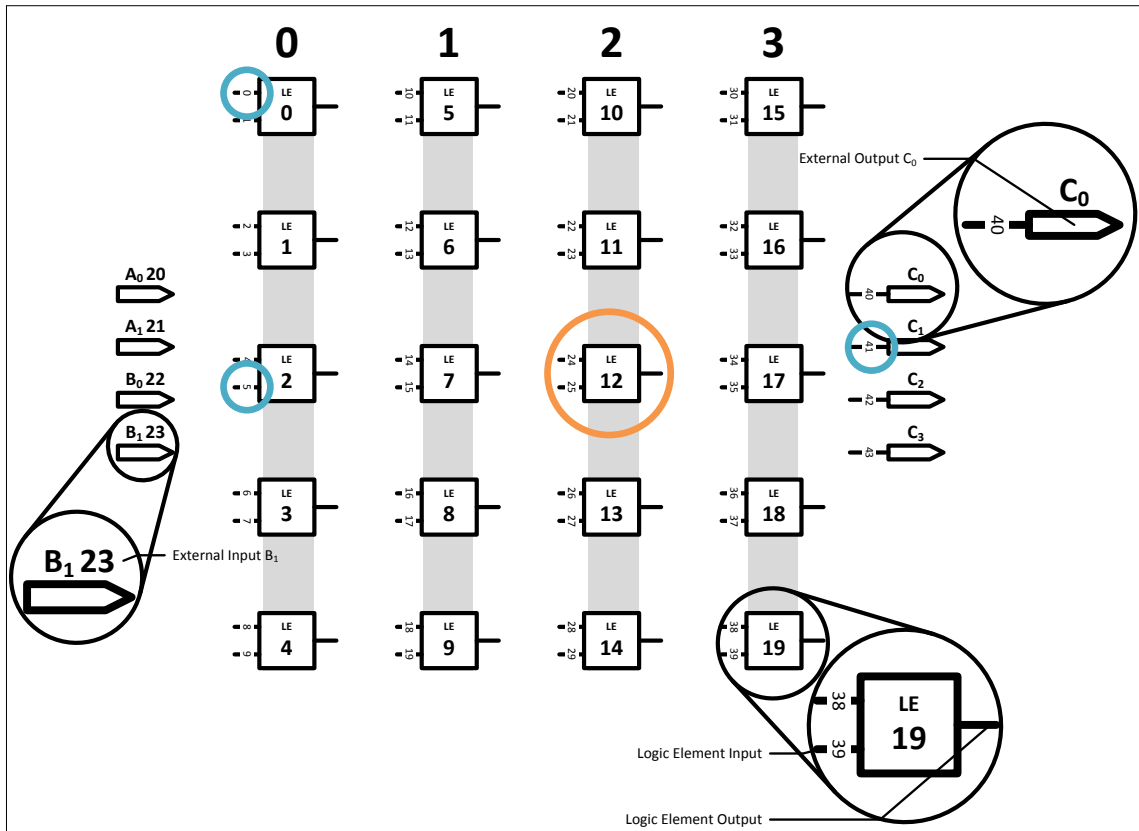 0 1 2 3
0 LE 0
1
10 LE 5
11
20 LE 10
21
30 LE 15
31
External Output C₀
C₀
40
2 LE 1
3
12 LE 6
13
22 LE 11
23
32 LE 16
33
A₀ 20
A₁ 21
B₀ 22
B₁ 23
40 C₀
41 C₁
42 C₂
43 C₃
4 LE 2
5
14 LE 7
15
24 LE 12
25
34 LE 17
35
6 LE 3
7
16 LE 8
17
26 LE 13
27
36 LE 18
37
B₁ 23
External Input B₁
8 LE 4
9
18 LE 9
19
28 LE 14
29
38 LE 19
39
38 LE
39 19
Logic Element Input
Logic Element Output